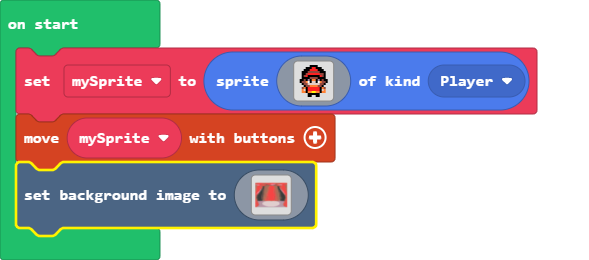 on start
set mySprite to sprite of kind Player
move mySprite with buttons
set background image to